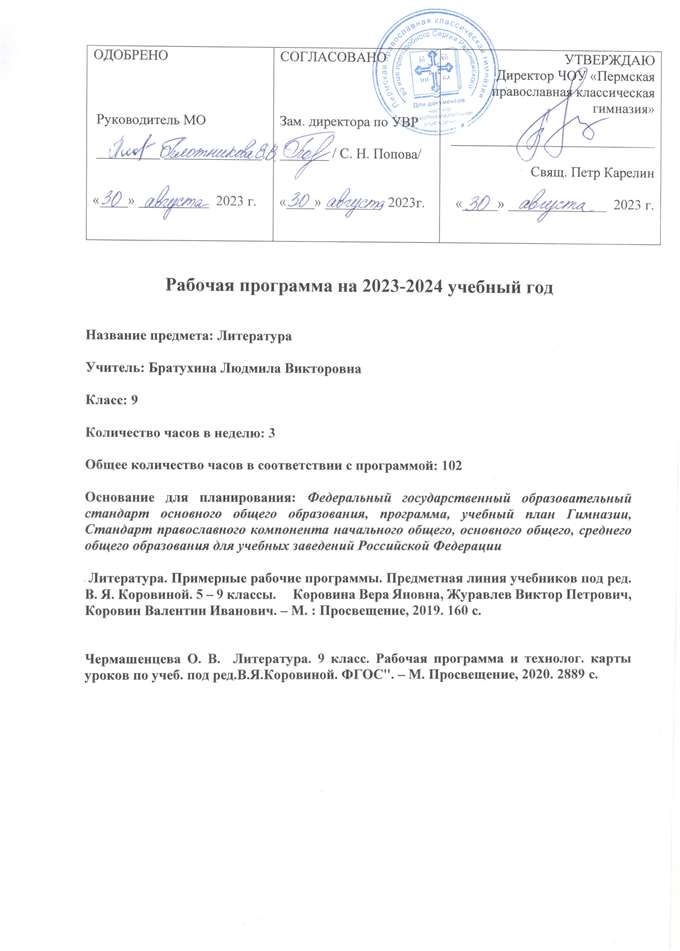 ОДОБРЕНО
Руководитель МО
Болотникова В.В.
«30» августа 2023 г.
СОГЛАСОВАНО
Зам. директора по УВР
/ С. Н. Попова/
«30» августа 2023г.
УТВЕРЖДАЮ
Директор ЧОУ «Пермская
православная классическая
гимназия»
Свящ. Петр Карелин
«30» августа 2023 г.
Для документов
Рабочая программа на 2023-2024 учебный год
Название предмета: Литература
Учитель: Братухина Людмила Викторовна
Класс: 9
Количество часов в неделю: 3
Общее количество часов в соответствии с программой: 102
Основание для планирования: Федеральный государственный образовательный
стандарт основного общего образования, программа, учебный план Гимназии,
Стандарт православного компонента начального общего, основного общего, среднего
общего образования для учебных заведений Российской Федерации
Литература. Примерные рабочие программы. Предметная линия учебников под ред.
В. Я. Коровиной. 5 – 9 классы. Коровина Вера Яновна, Журавлев Виктор Петрович,
Коровин Валентин Иванович. – М. : Просвещение, 2019. 160 с.
Чермашенцева О. В. Литература. 9 класс. Рабочая программа и технолог. карты
уроков по учеб. под ред.В.Я.Коровиной. ФГОС". – М. Просвещение, 2020. 2889 с.